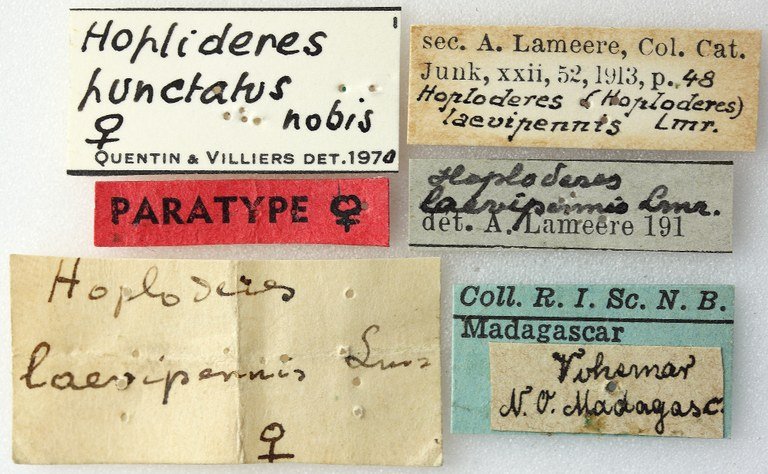 Hoplideres
punctatus
nobis
♀
QUENTIN & VILLIERS DET.1970
PARATYPE ♀
Hoploderes
laevipennis Lmr
♀
sec. A. Lameere, Col. Cat.
Junk, xxii, 52, 1913, p. 48
Hoploderes (Hoploderes)
laevipennis Lmr.
Hoploderes
laevipennis Lmr.
det. A. Lameere 191
Coll. R. I. Sc. N. B.
Madagascar
Vohemar
N. O. Madagasc.